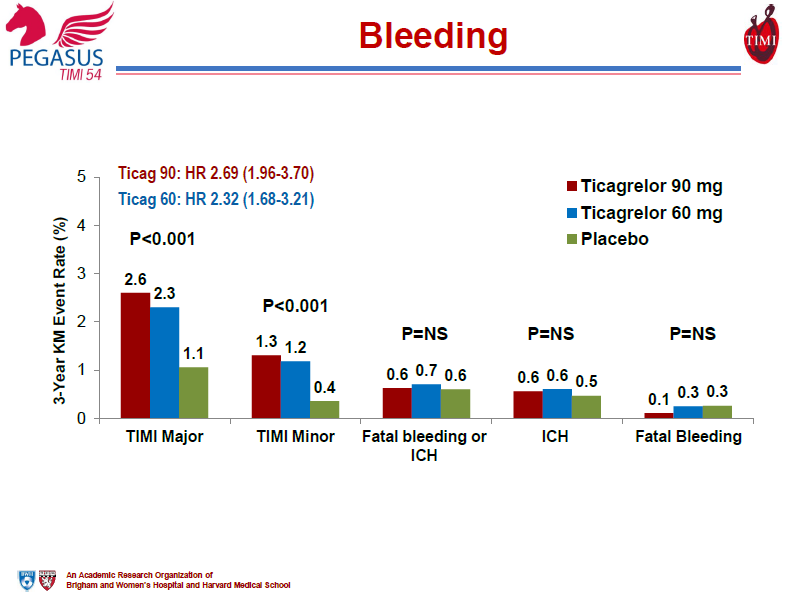 PEGASUS
TIMI 54
Bleeding
TIMI
Ticag 90: HR 2.69 (1.96-3.70)
Ticag 60: HR 2.32 (1.68-3.21)
Ticagrelor 90 mg
Ticagrelor 60 mg
Placebo
3-Year KM Event Rate (%)
5
4
3
2
1
0
P<0.001
2.6
2.3
1.1
P<0.001
1.3
1.2
0.4
P=NS
0.6
0.7
0.6
P=NS
0.6
0.6
0.5
P=NS
0.1
0.3
0.3
TIMI Major
TIMI Minor
Fatal bleeding or
ICH
ICH
Fatal Bleeding
An Academic Research Organization of
Brigham and Women's Hospital and Harvard Medical School